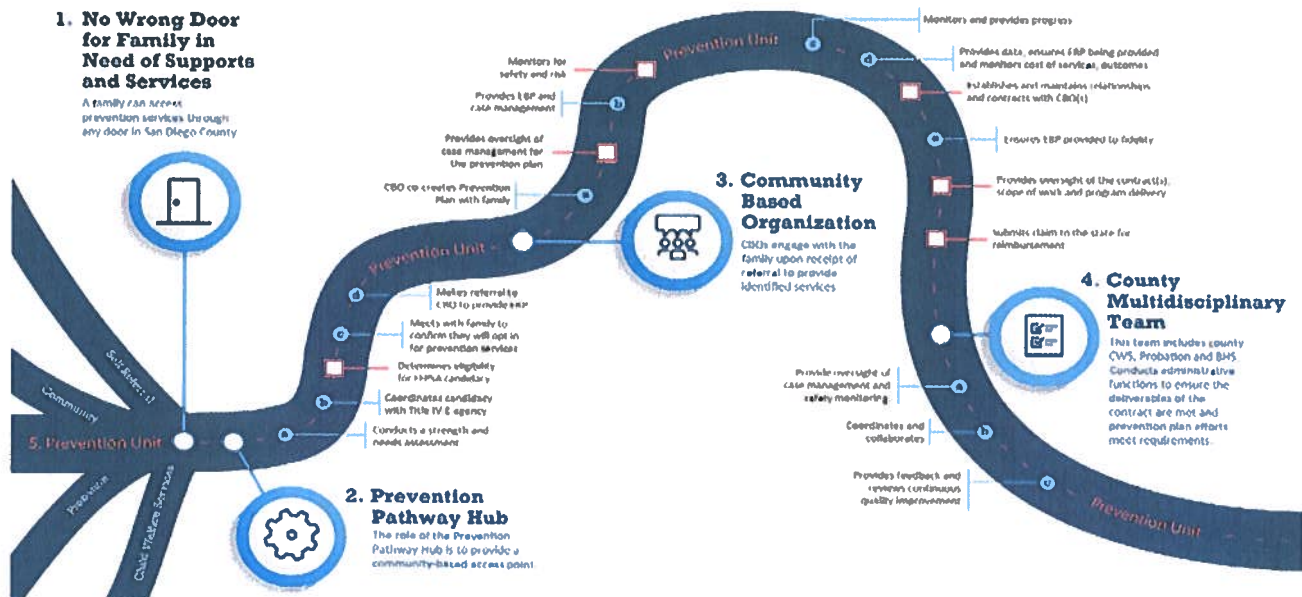 1. No Wrong Door
for Family in
Need of Supports
and Services
A family can access
prevention services through
any door in San Diego County
Self Referral
Community
5. Prevention Unit
Probation
Child Welfare Services
2. Prevention
Pathway Hub
The role of the Prevention
Pathway Hub is to provide a
community-based access point.
a
Conducts a strength and
needs assessment
b
Coordinates candidacy
with Title IV E agency
Determines eligibility
for FFPSA candidacy
c
Meets with family to
confirm they will opt in
for prevention services
d
Makes referral to
CBO to provide EBP
Prevention Unit
3. Community
Based
Organization
CBOs engage with the
family upon receipt of
referral to provide
identified services
a
CBO co creates Prevention
Plan with family
Provides oversight of
case management for
the prevention plan
b
Provides EBP and
case management
Monitors for
safety and risk
Prevention Unit
c
Monitors and provides progress
d
Provides data, ensures EBP being provided
and monitors cost of services, outcomes
Establishes and maintains relationships
and contracts with CBO(s)
e
Ensures EBP provided to fidelity
Provides oversight of the contract(s),
scope of work and program delivery
Submits claim to the state for
reimbursement
4. County
Multidisciplinary
Team
This team includes county
CWS, Probation and BHS.
Conducts administrative
functions to ensure the
deliverables of the
contract are met and
prevention plan efforts
meet requirements.
a
Provide oversight of
case management and
safety monitoring
b
Coordinates and
collaborates
c
Provides feedback and
reviews continuous
quality improvement
Prevention Unit